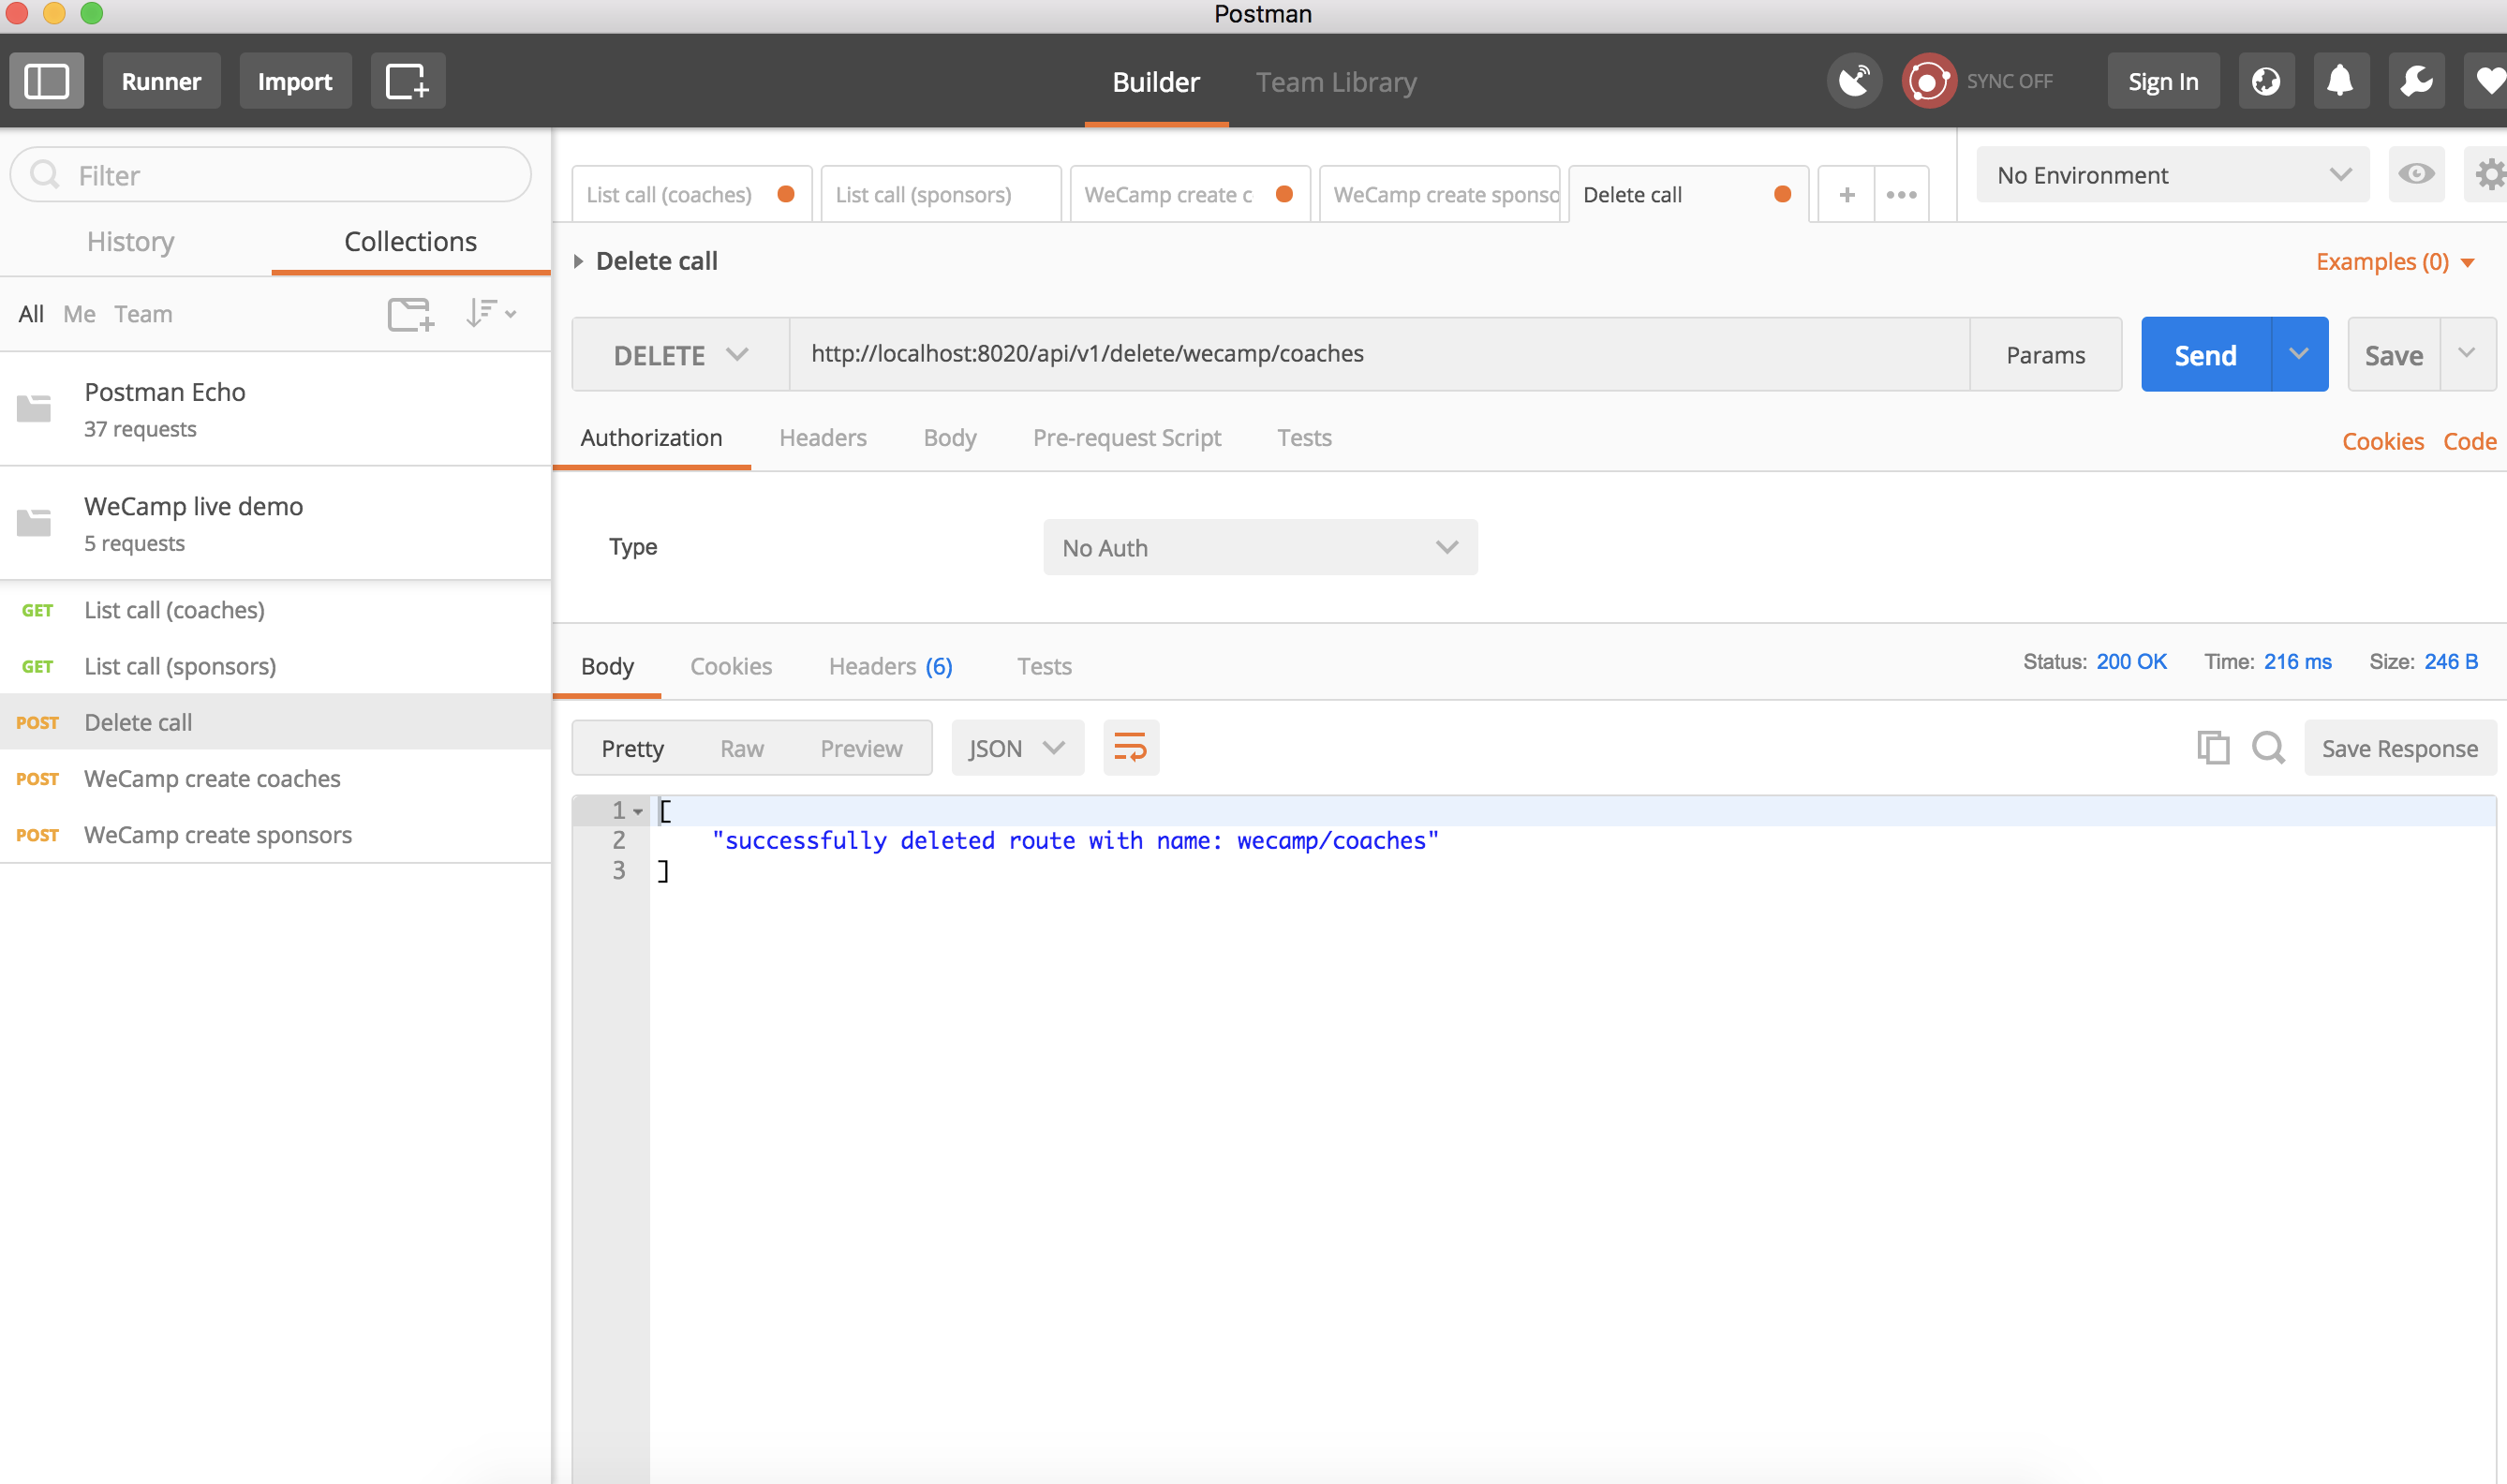 Postman
Runner Import Builder Team Library SYNC OFF Sign In
Filter
History Collections
All Me Team
Postman Echo
37 requests
WeCamp live demo
5 requests
GET List call (coaches)
GET List call (sponsors)
POST Delete call
POST WeCamp create coaches
POST WeCamp create sponsors
List call (coaches) List call (sponsors) WeCamp create c WeCamp create sponso Delete call + ••• No Environment
Delete call Examples (0)
DELETE http://localhost:8020/api/v1/delete/wecamp/coaches Params Send Save
Authorization Headers Body Pre-request Script Tests Cookies Code
Type No Auth
Body Cookies Headers (6) Tests Status: 200 OK Time: 216 ms Size: 246 B
Pretty Raw Preview JSON Save Response
1 [
2 "successfully deleted route with name: wecamp/coaches"
3 ]